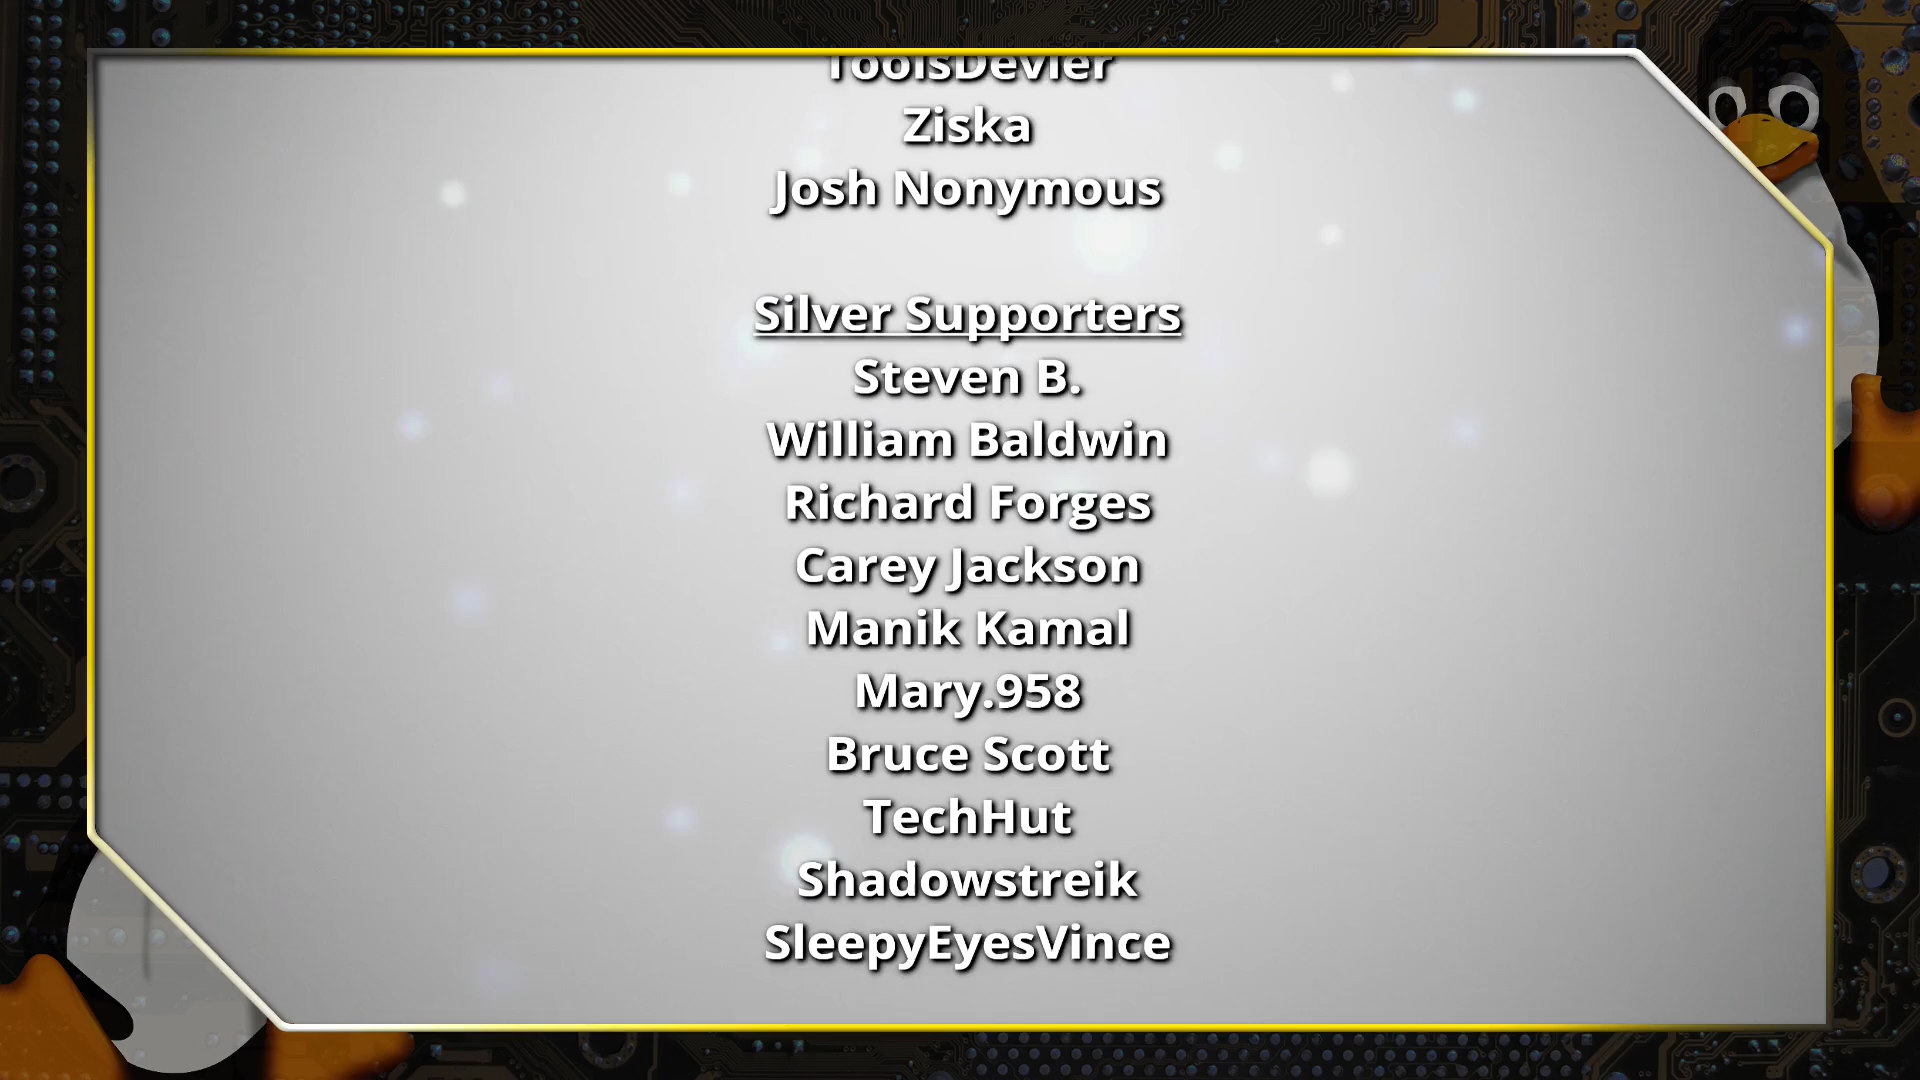 ToolsDevler
Ziska
Josh Nonymous
Silver Supporters
Steven B.
William Baldwin
Richard Forges
Carey Jackson
Manik Kamal
Mary.958
Bruce Scott
TechHut
Shadowstreik
SleepyEyesVince